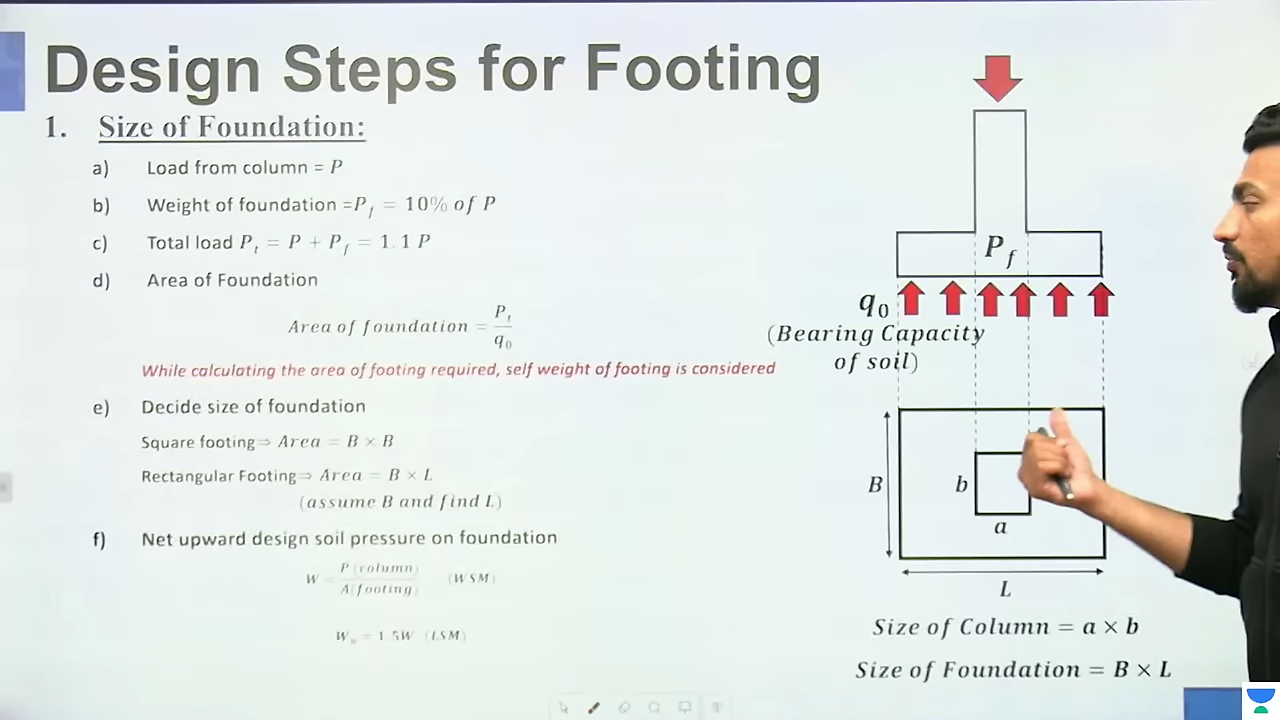 Design Steps for Footing
1. Size of Foundation:
a) Load from column = P
b) Weight of foundation =P_f = 10% of P
c) Total load P_t = P + P_f = 1.1 P
d) Area of Foundation
Area of foundation = P_t / q_0
While calculating the area of footing required, self weight of footing is considered
e) Decide size of foundation
Square footing⇒ Area = B × B
Rectangular Footing⇒ Area = B × L
(assume B and find L)
f) Net upward design soil pressure on foundation
W = P(column) / A(footing) (WSM)
W_u = 1.5W (LSM)
P_f
q_0
(Bearing Capacity
of soil)
B
b
a
L
Size of Column = a × b
Size of Foundation = B × L